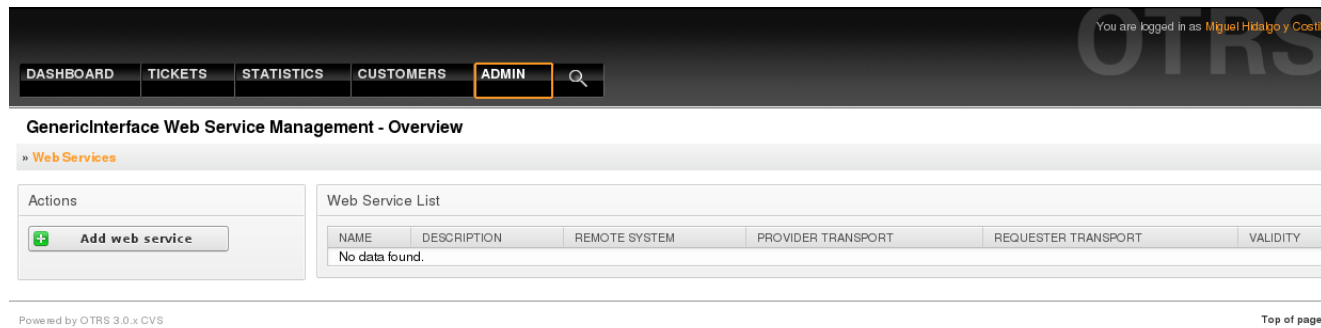 You are logged in as Miguel Hidalgo y Costil
OTRS
DASHBOARD TICKETS STATISTICS CUSTOMERS ADMIN
GenericInterface Web Service Management - Overview
» Web Services
Actions
Add web service
Web Service List
NAME DESCRIPTION REMOTE SYSTEM PROVIDER TRANSPORT REQUESTER TRANSPORT VALIDITY
No data found.
Powered by OTRS 3.0.x CVS
Top of page